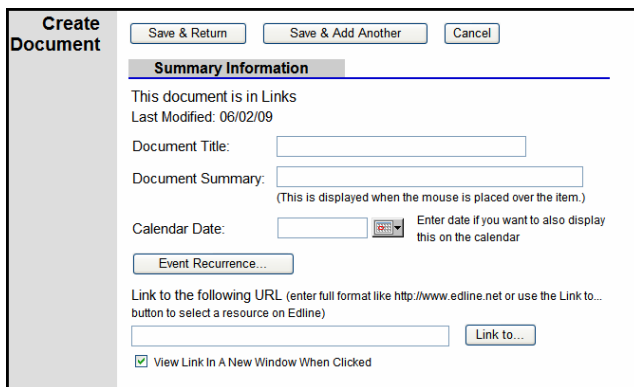 Create
Document
Save & Return
Save & Add Another
Cancel
Summary Information
This document is in Links
Last Modified: 06/02/09
Document Title:
Document Summary:
(This is displayed when the mouse is placed over the item.)
Calendar Date:
Enter date if you want to also display
this on the calendar
Event Recurrence...
Link to the following URL (enter full format like http://www.edline.net or use the Link to...
button to select a resource on Edline)
Link to...
View Link In A New Window When Clicked